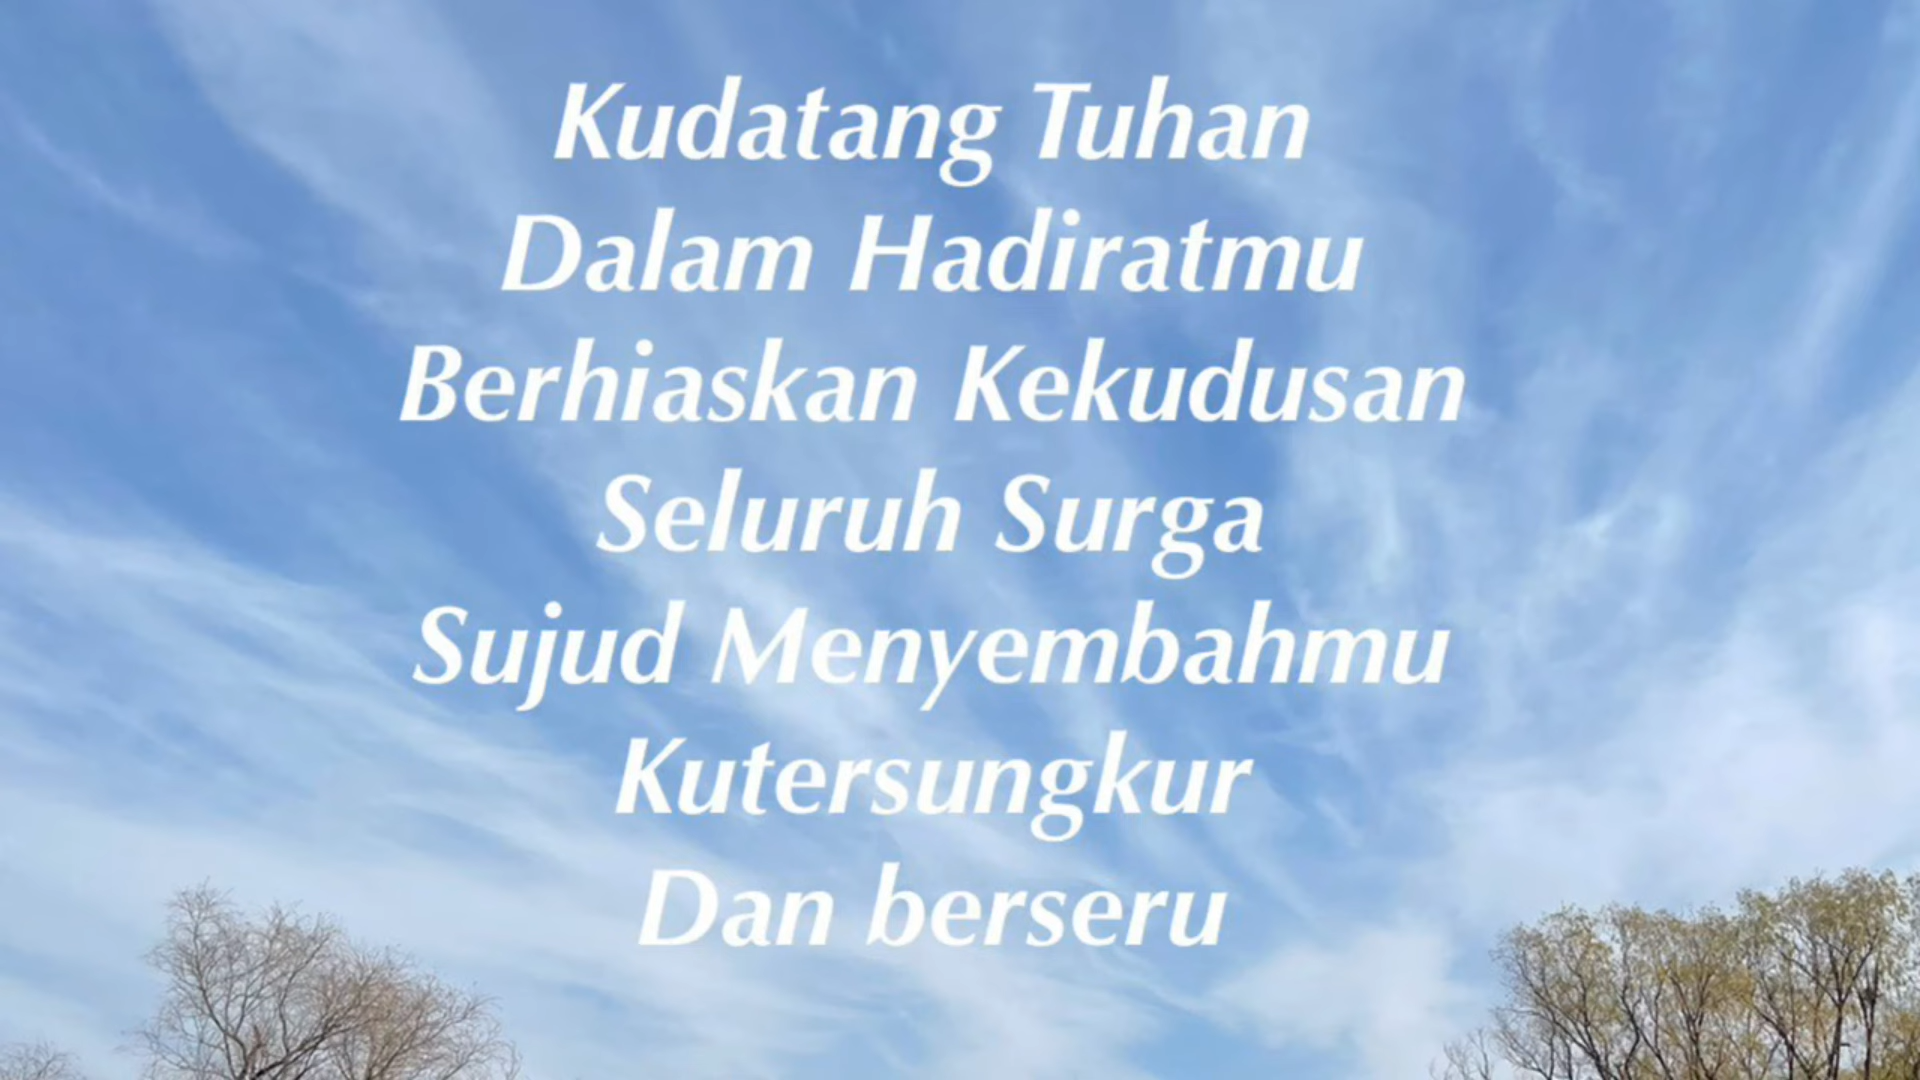 Kudatang Tuhan
Dalam Hadiratmu
Berhiaskan Kekudusan
Seluruh Surga
Sujud Menyembahmu
Kutersungkur
Dan berseru